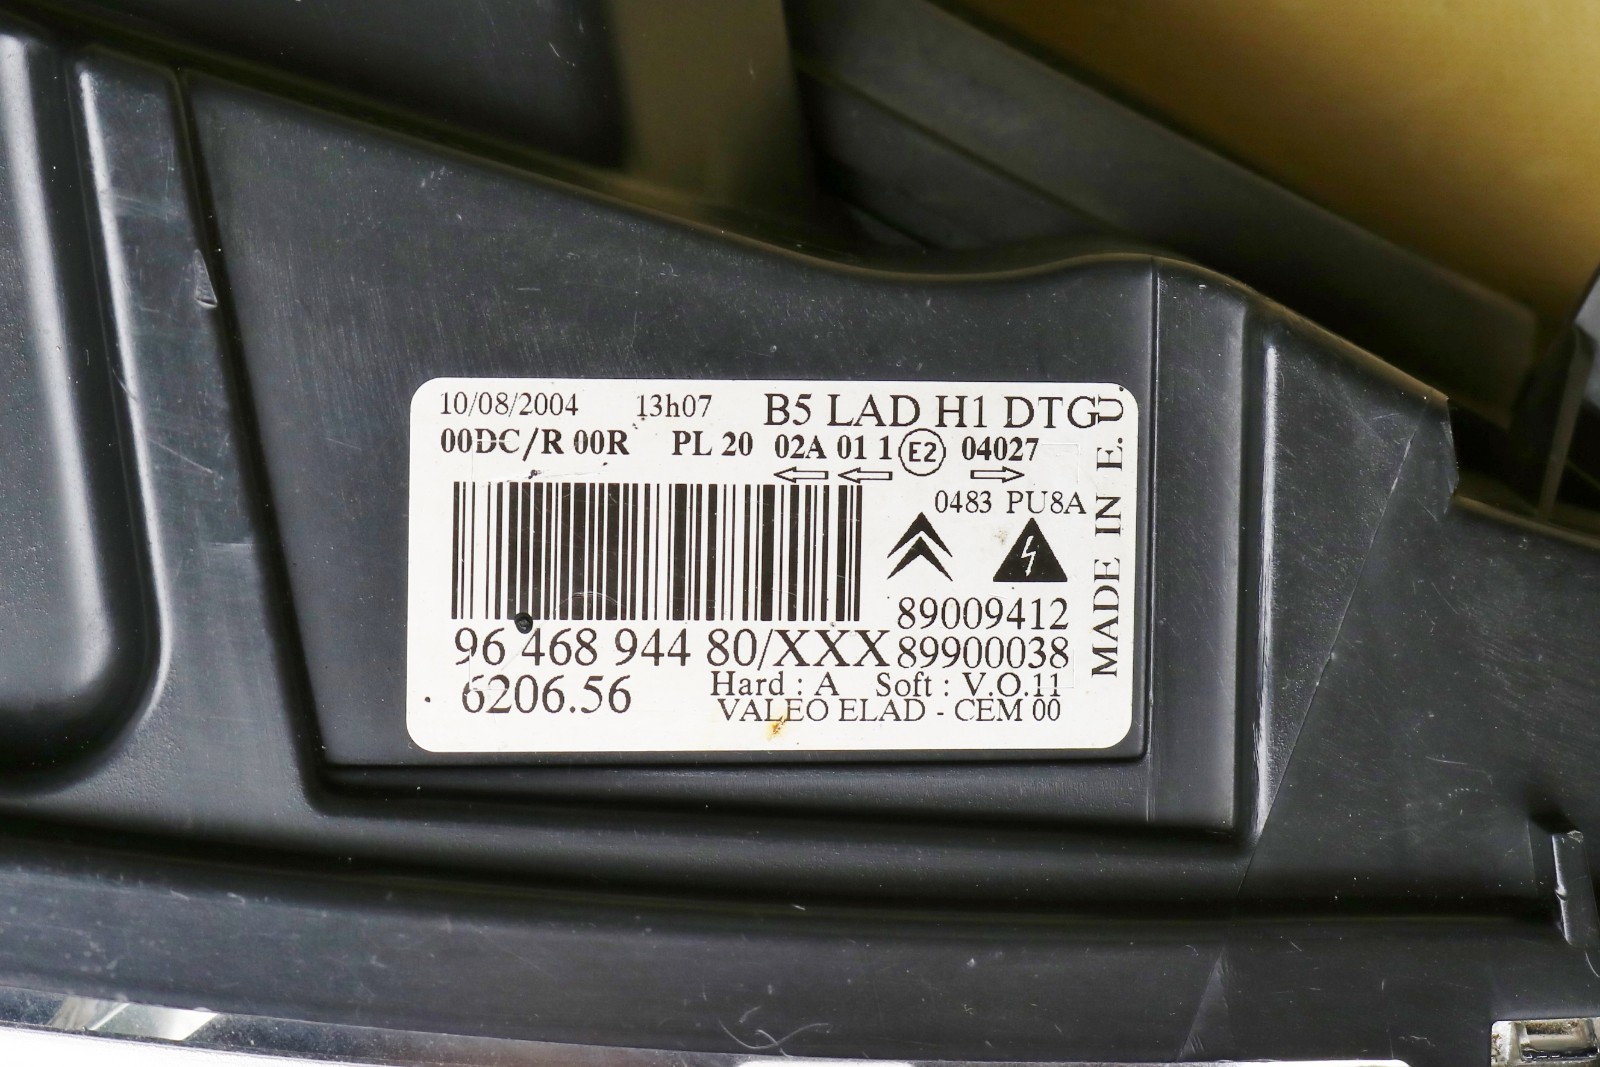 10/08/2004 13h07 B5 LAD H1 DTG
00DC/R 00R PL 20 02A 01 1 E2 04027
0483 PU8A
89009412
96 468 944 80/XXX 89900038
6206.56 Hard : A Soft : V.O.11
VALEO ELAD - CEM 00
MADE IN E.U